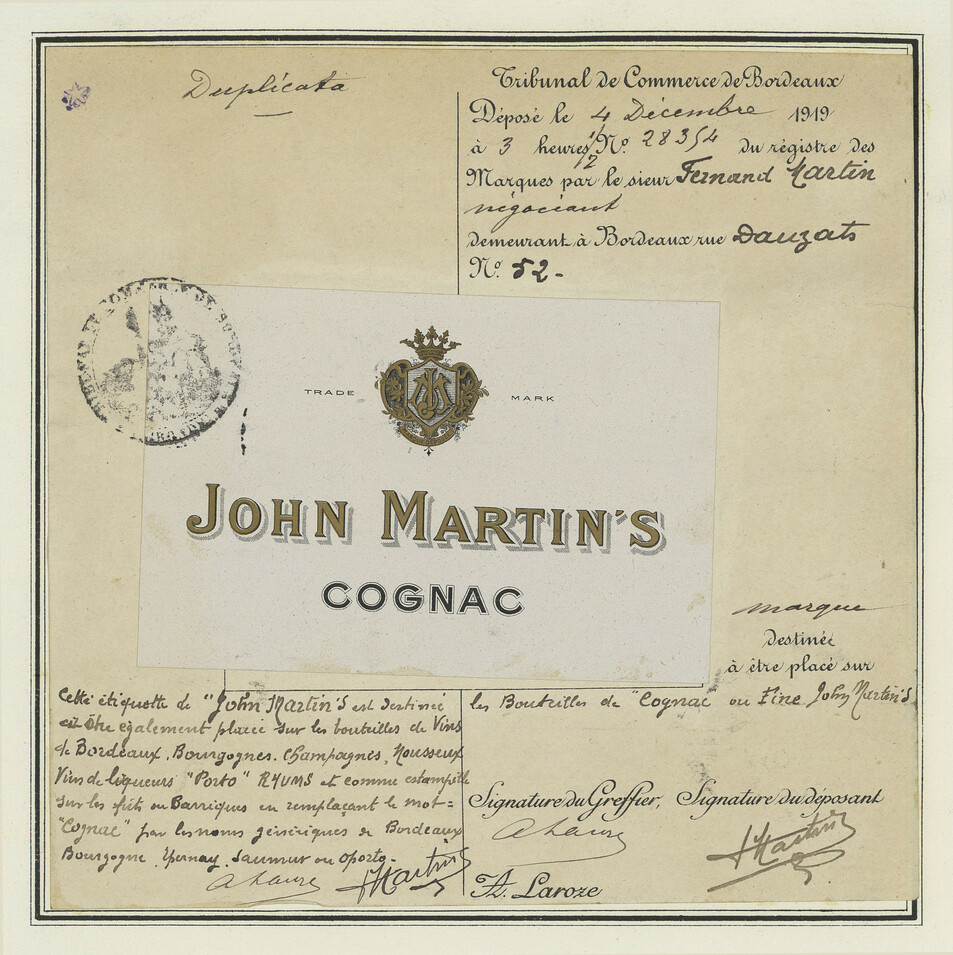 Duplicata
Tribunal de Commerce de Bordeaux
Déposé le 4 Décembre 1919
à 3 heures 1/2 N° 28354 du régistre des
Marques par le sieur Fernand Martin
négociant
demeurant à Bordeaux rue Dauzats
N° 52-
TRADE MARK
JM
JOHN MARTIN'S
COGNAC
marque
destinée
à être placé sur
les Bouteilles de "Cognac" ou Fine John Martin'S
Cette étiquette de "John Martin's est destinée
à être également placée sur les bouteilles de Vins
de Bordeaux, Bourgognes, Champagnes, Mousseux
Vins de liqueurs "Porto" RHUMS et comme estampille
sur les fûts ou Barriques en remplaçant le mot=
"Cognac" par les noms génériques de Bordeaux
Bourgogne, Epernay, Saumur ou Oporto-
Signature du Greffier, Signature du déposant
FMartin
FMartin
A. Laroze